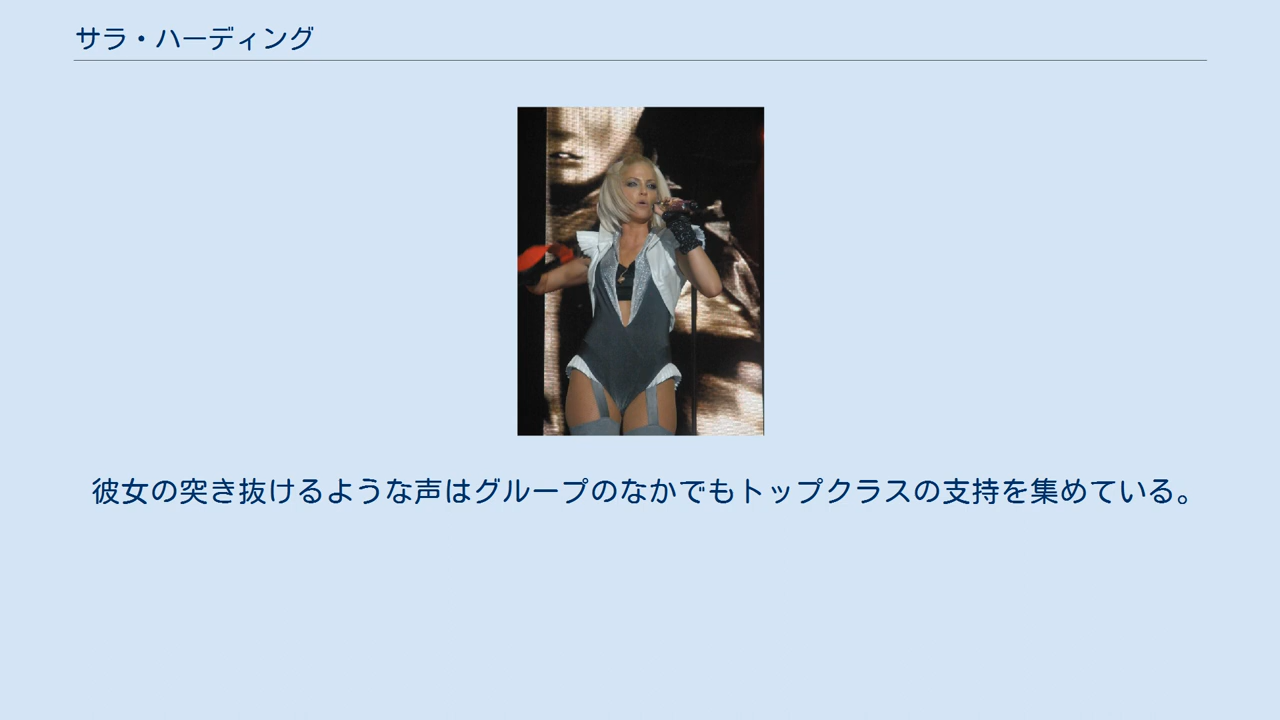 サラ・ハーディング
彼女の突き抜けるような声はグループのなかでもトップクラスの支持を集めている。